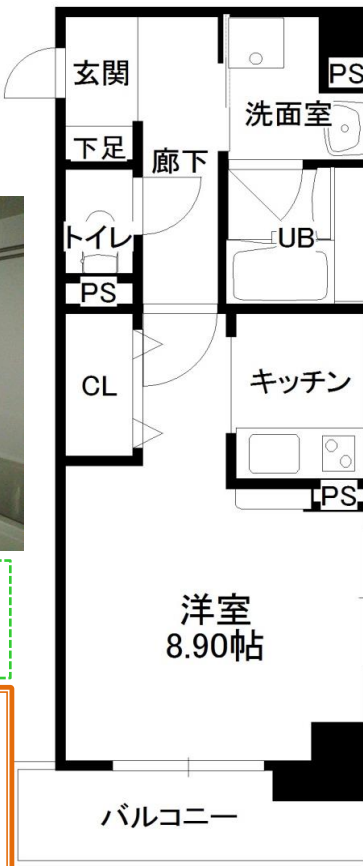 玄関
PS
洗面室
下足
廊下
トイレ
UB
PS
CL
キッチン
PS
洋室
8.90帖
バルコニー